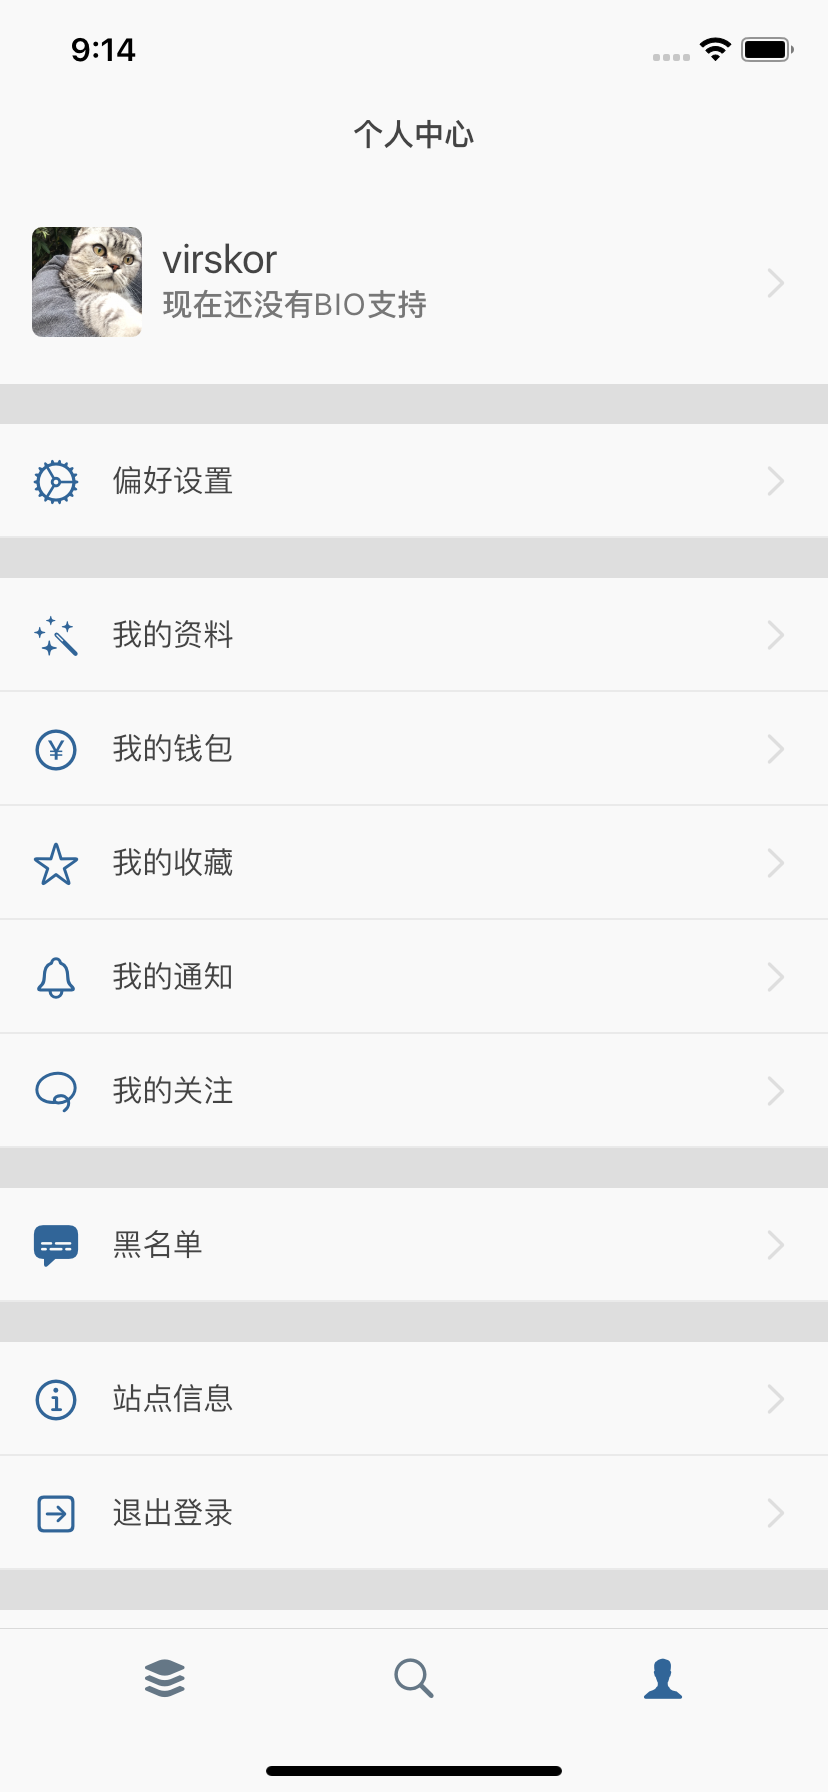 9:14
个人中心
virskor
现在还没有BIO支持
偏好设置
我的资料
我的钱包
我的收藏
我的通知
我的关注
黑名单
站点信息
退出登录